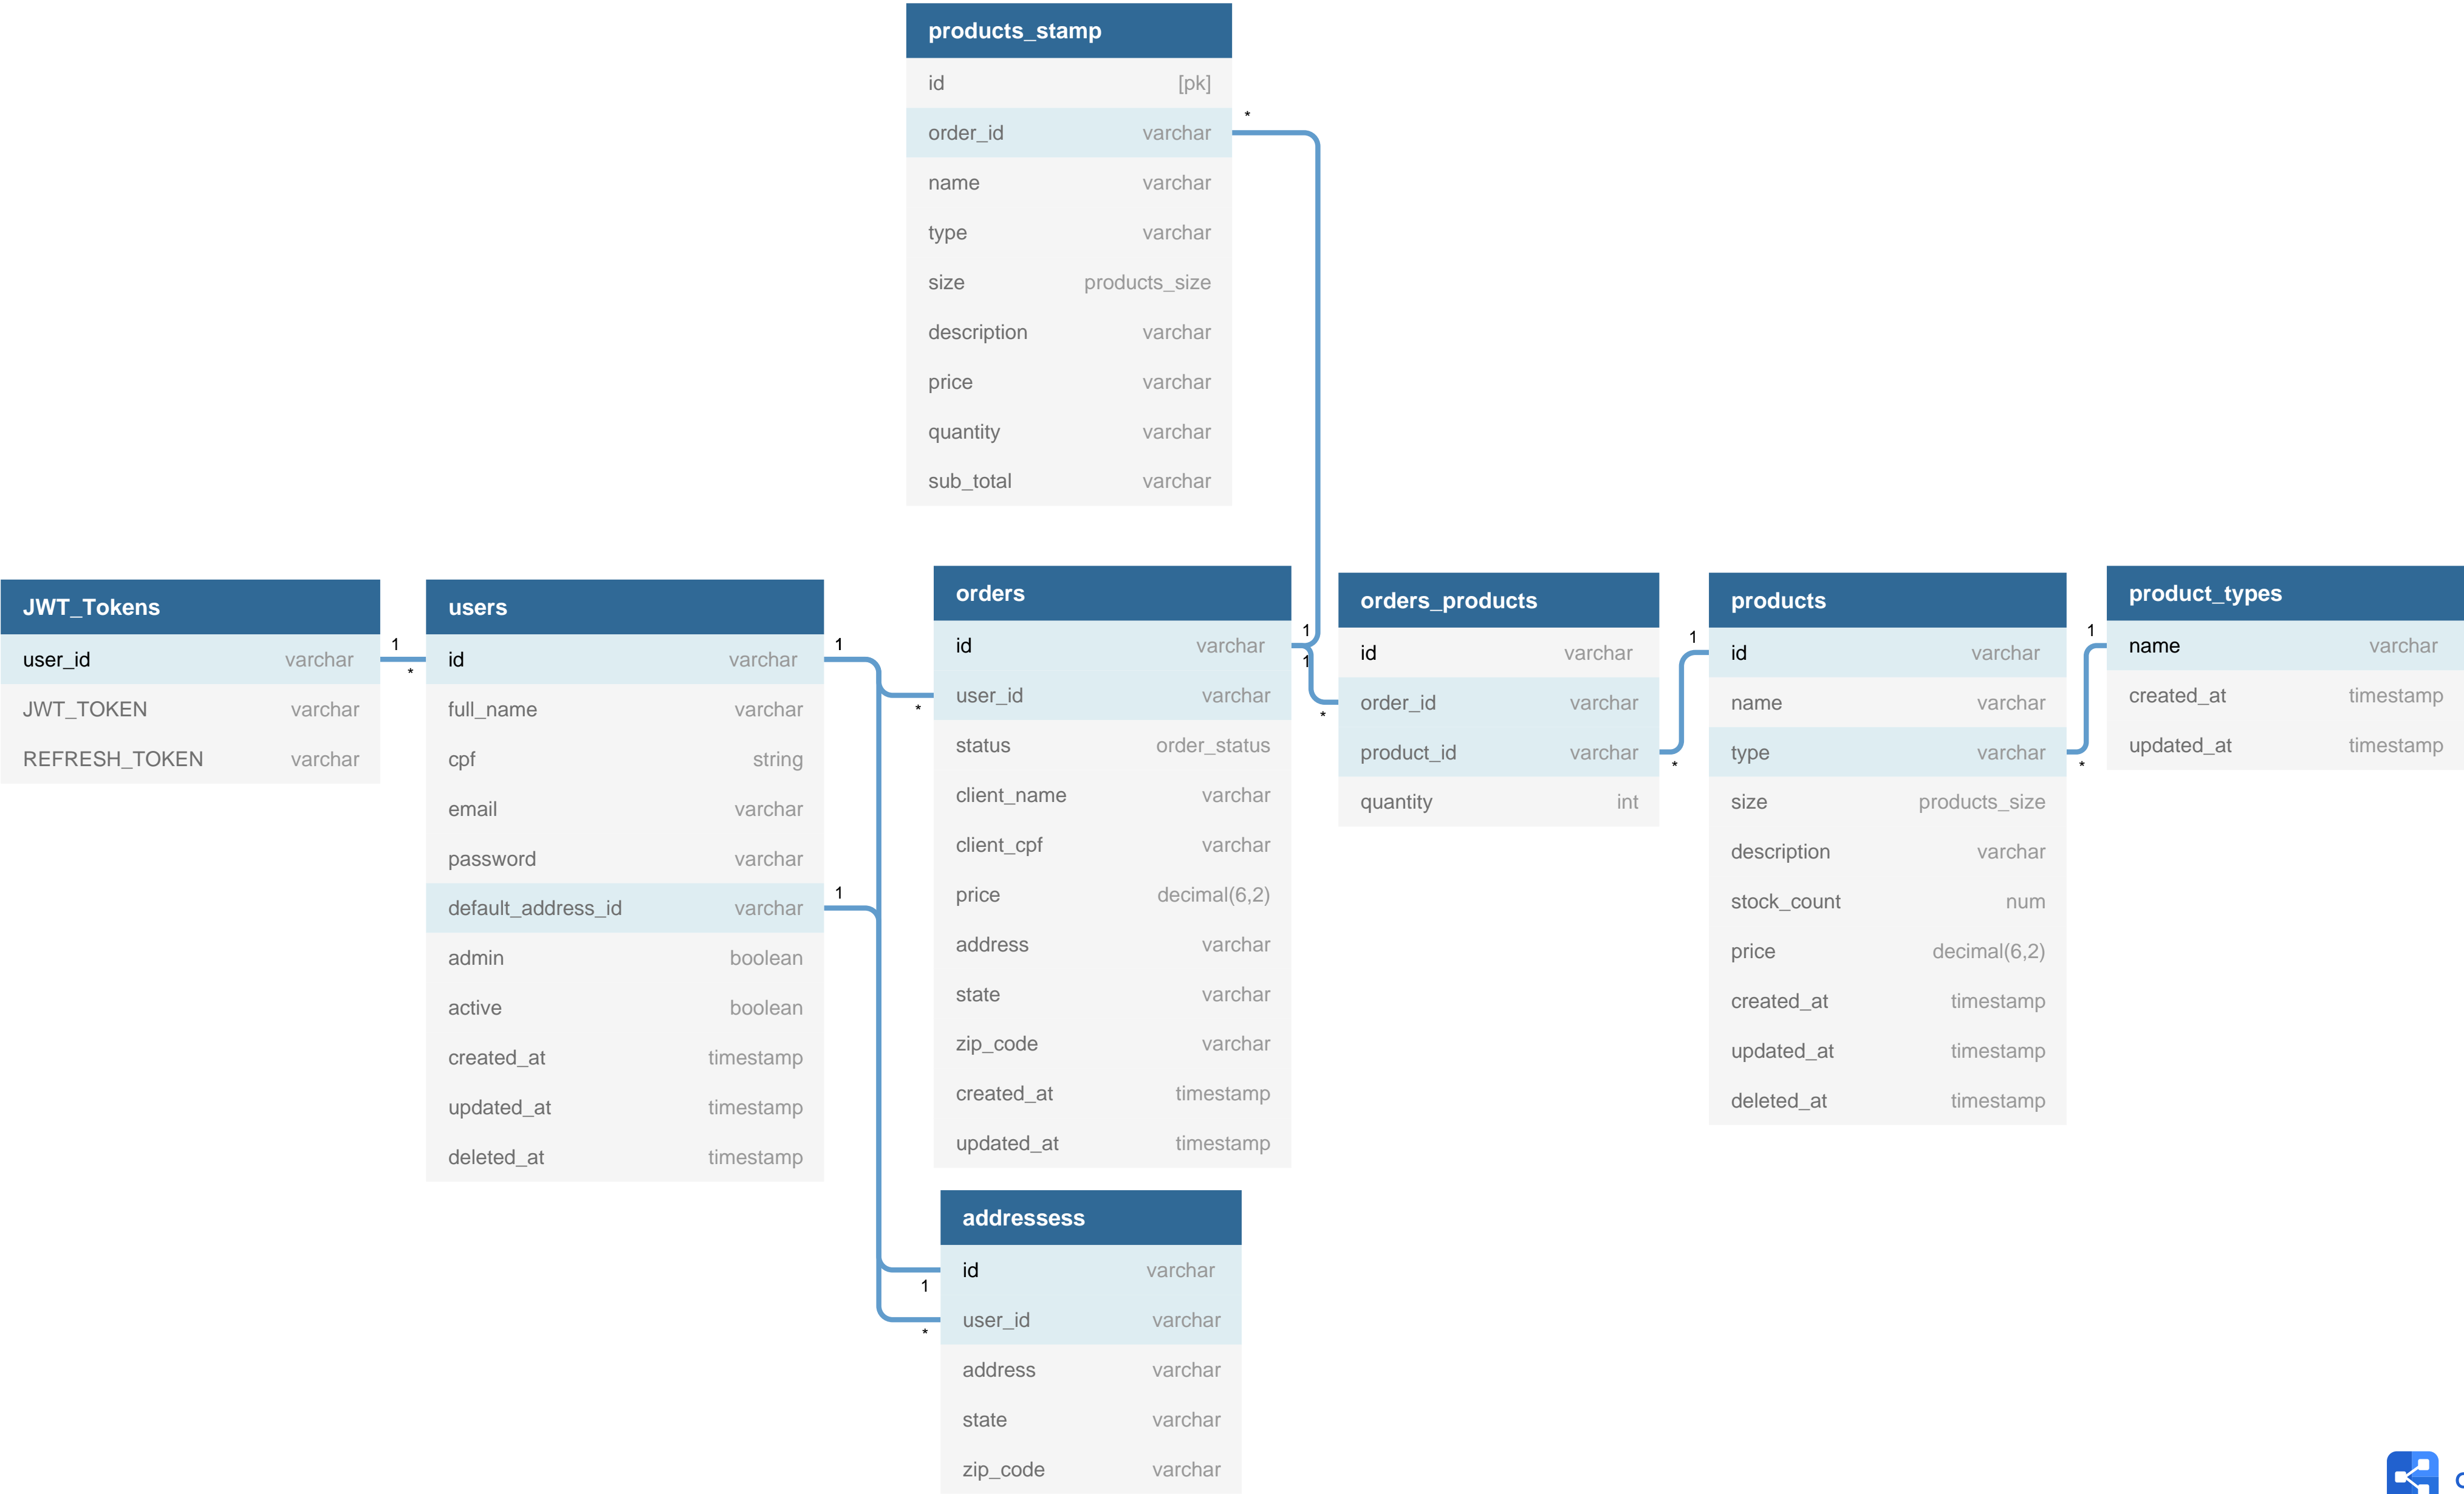 products_stamp
id [pk]
order_id varchar
name varchar
type varchar
size products_size
description varchar
price varchar
quantity varchar
sub_total varchar
*
JWT_Tokens
user_id varchar
JWT_TOKEN varchar
REFRESH_TOKEN varchar
1
*
users
id varchar
full_name varchar
cpf string
email varchar
password varchar
default_address_id varchar
admin boolean
active boolean
created_at timestamp
updated_at timestamp
deleted_at timestamp
1
1
*
orders
id varchar
user_id varchar
status order_status
client_name varchar
client_cpf varchar
price decimal(6,2)
address varchar
state varchar
zip_code varchar
created_at timestamp
updated_at timestamp
1
1
*
orders_products
id varchar
order_id varchar
product_id varchar
quantity int
1
*
products
id varchar
name varchar
type varchar
size products_size
description varchar
stock_count num
price decimal(6,2)
created_at timestamp
updated_at timestamp
deleted_at timestamp
1
*
product_types
name varchar
created_at timestamp
updated_at timestamp
addressess
id varchar
user_id varchar
address varchar
state varchar
zip_code varchar
1
*